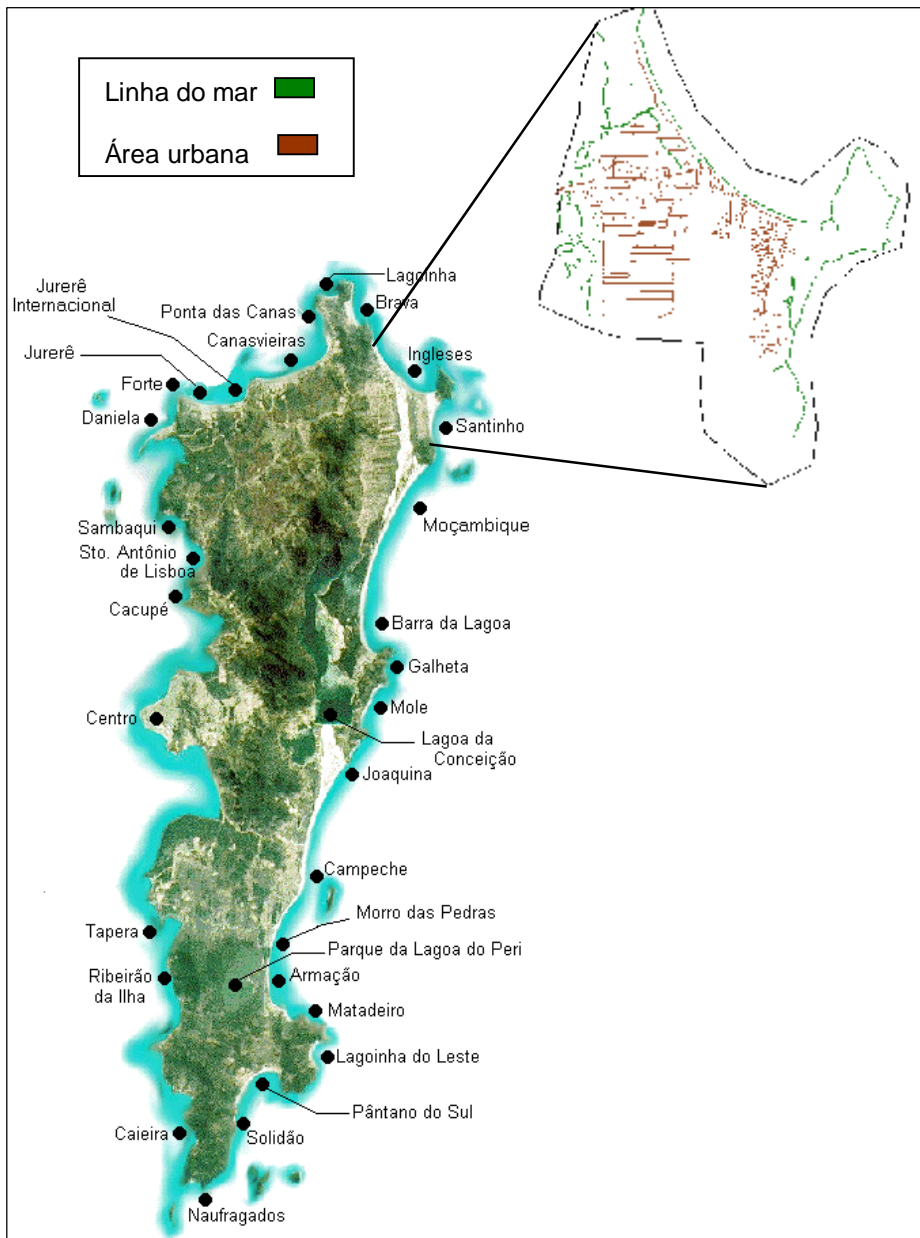 Linha do mar
Área urbana
Lagoinha
Jurerê
Internacional
Ponta das Canas
Brava
Canasvieiras
Jurerê
Ingleses
Forte
Daniela
Santinho
Moçambique
Sambaqui
Sto. Antônio
de Lisboa
Cacupé
Barra da Lagoa
Galheta
Centro
Mole
Lagoa da
Conceição
Joaquina
Campeche
Morro das Pedras
Tapera
Parque da Lagoa do Peri
Ribeirão
da Ilha
Armação
Matadeiro
Lagoinha do Leste
Pântano do Sul
Caieira
Solidão
Naufragados